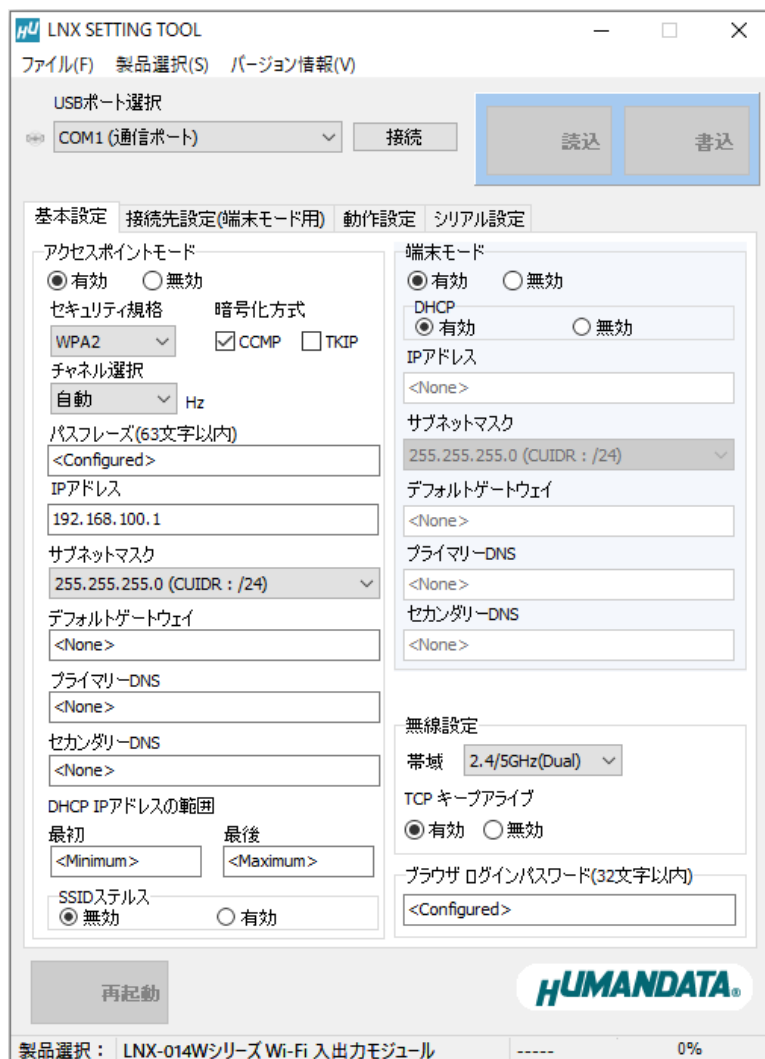 HU LNX SETTING TOOL
ファイル(F) 製品選択(S) バージョン情報(V)
USBポート選択
COM1 (通信ポート)
接続
読込
書込
基本設定 接続先設定(端末モード用) 動作設定 シリアル設定
アクセスポイントモード
有効 無効
セキュリティ規格 暗号化方式
WPA2 CCMP TKIP
チャネル選択
自動 Hz
パスフレーズ(63文字以内)
<Configured>
IPアドレス
192.168.100.1
サブネットマスク
255.255.255.0 (CUIDR : /24)
デフォルトゲートウェイ
<None>
プライマリーDNS
<None>
セカンダリーDNS
<None>
DHCP IPアドレスの範囲
最初 最後
<Minimum> <Maximum>
SSIDステルス
無効 有効
端末モード
有効 無効
DHCP
有効 無効
IPアドレス
<None>
サブネットマスク
255.255.255.0 (CUIDR : /24)
デフォルトゲートウェイ
<None>
プライマリーDNS
<None>
セカンダリーDNS
<None>
無線設定
帯域 2.4/5GHz(Dual)
TCP キープアライブ
有効 無効
ブラウザ ログインパスワード(32文字以内)
<Configured>
再起動
HUMANDATA®
製品選択： LNX-014Wシリーズ Wi-Fi 入出力モジュール ----- 0%